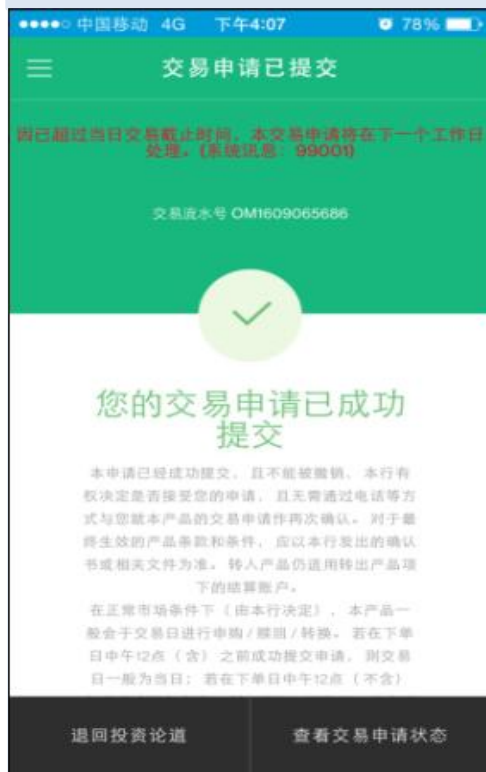 中国移动 4G 下午4:07 78%
交易申请已提交
因已超过当日交易截止时间，本交易申请将在下一个工作日
处理。(系统讯息：99001)
交易流水号 OM1609065686
您的交易申请已成功
提交
本申请已经成功提交，且不能被撤销，本行有
权决定是否接受您的申请，且无需通过电话等方
式与您就本产品的交易申请作再次确认。对于最
终生效的产品条款和条件，应以本行发出的确认
书或相关文件为准。转入产品仍适用转出产品项
下的结算账户。
在正常市场条件下（由本行决定），本产品一
般会于交易日进行申购/赎回/转换。若在下单
日中午12点（含）之前成功提交申请，则交易
日一般为当日；若在下单日中午12点（不含）
退回投资论道
查看交易申请状态